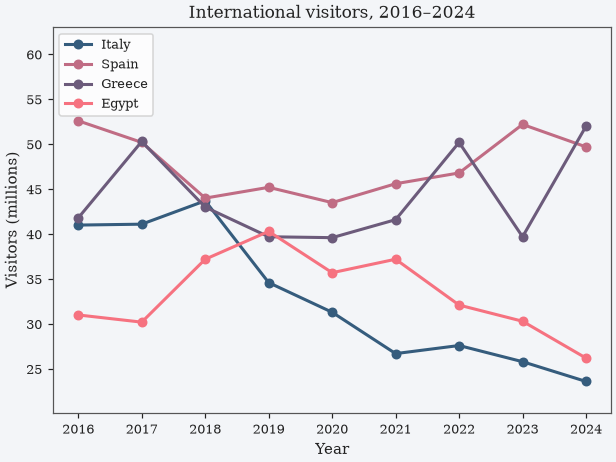 International visitors, 2016–2024
Italy
Spain
Greece
Egypt
Visitors (millions)
60
55
50
45
40
35
30
25
2016 2017 2018 2019 2020 2021 2022 2023 2024
Year